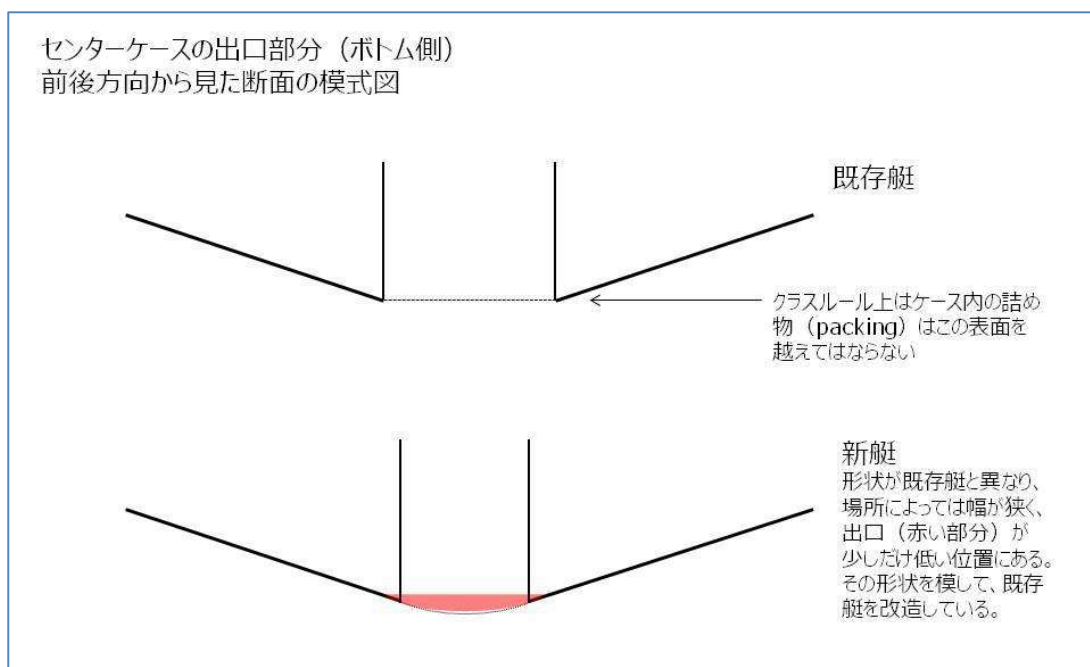 センターケースの出口部分（ボトム側）
前後方向から見た断面の模式図
既存艇
クラスルール上はケース内の詰め
物（packing）はこの表面を
越えてはならない
新艇
形状が既存艇と異なり、
場所によっては幅が狭く、
出口（赤い部分）が
少しだけ低い位置にある。
その形状を模して、既存
艇を改造している。